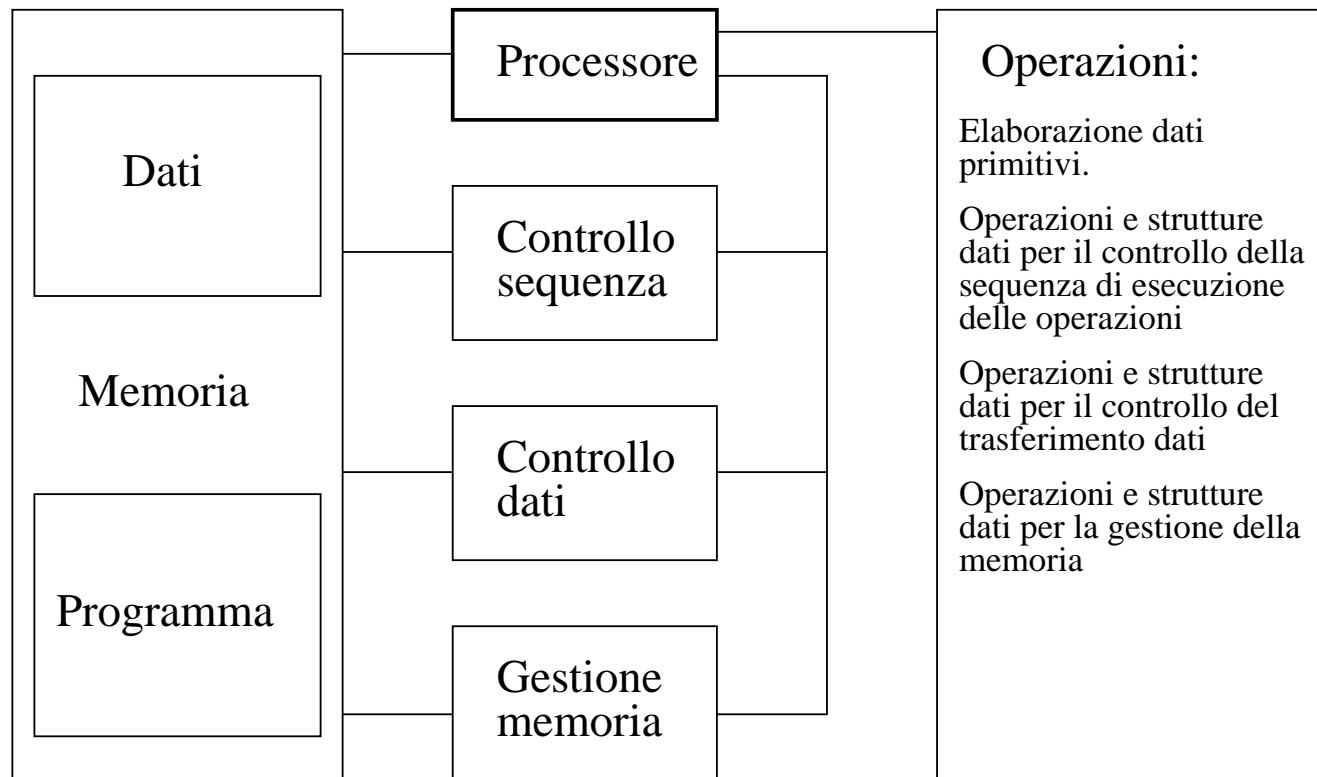 Dati
Memoria
Programma
Processore
Controllo
sequenza
Controllo
dati
Gestione
memoria
Operazioni:
Elaborazione dati
primitivi.
Operazioni e strutture
dati per il controllo della
sequenza di esecuzione
delle operazioni
Operazioni e strutture
dati per il controllo del
trasferimento dati
Operazioni e strutture
dati per la gestione della
memoria